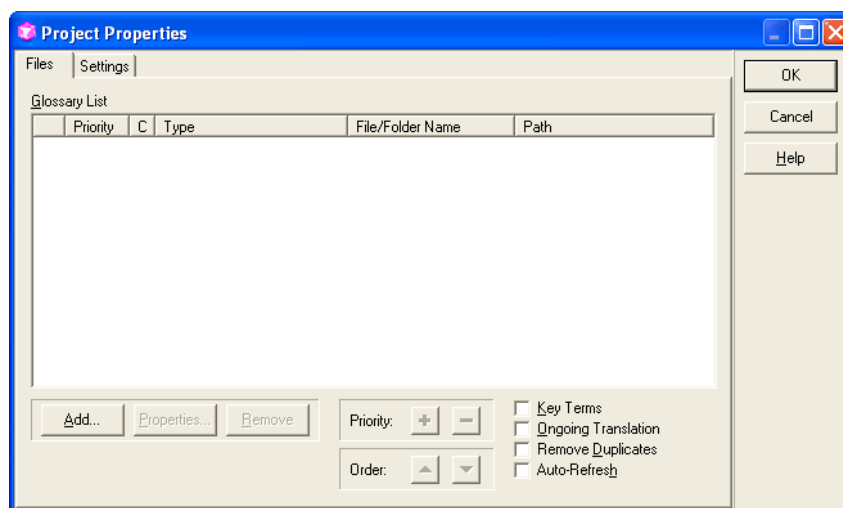 Project Properties
Files Settings
OK
Glossary List
Cancel
Priority C Type File/Folder Name Path
Help
Add... Properties... Remove
Priority:
Key Terms
Ongoing Translation
Remove Duplicates
Order:
Auto-Refresh